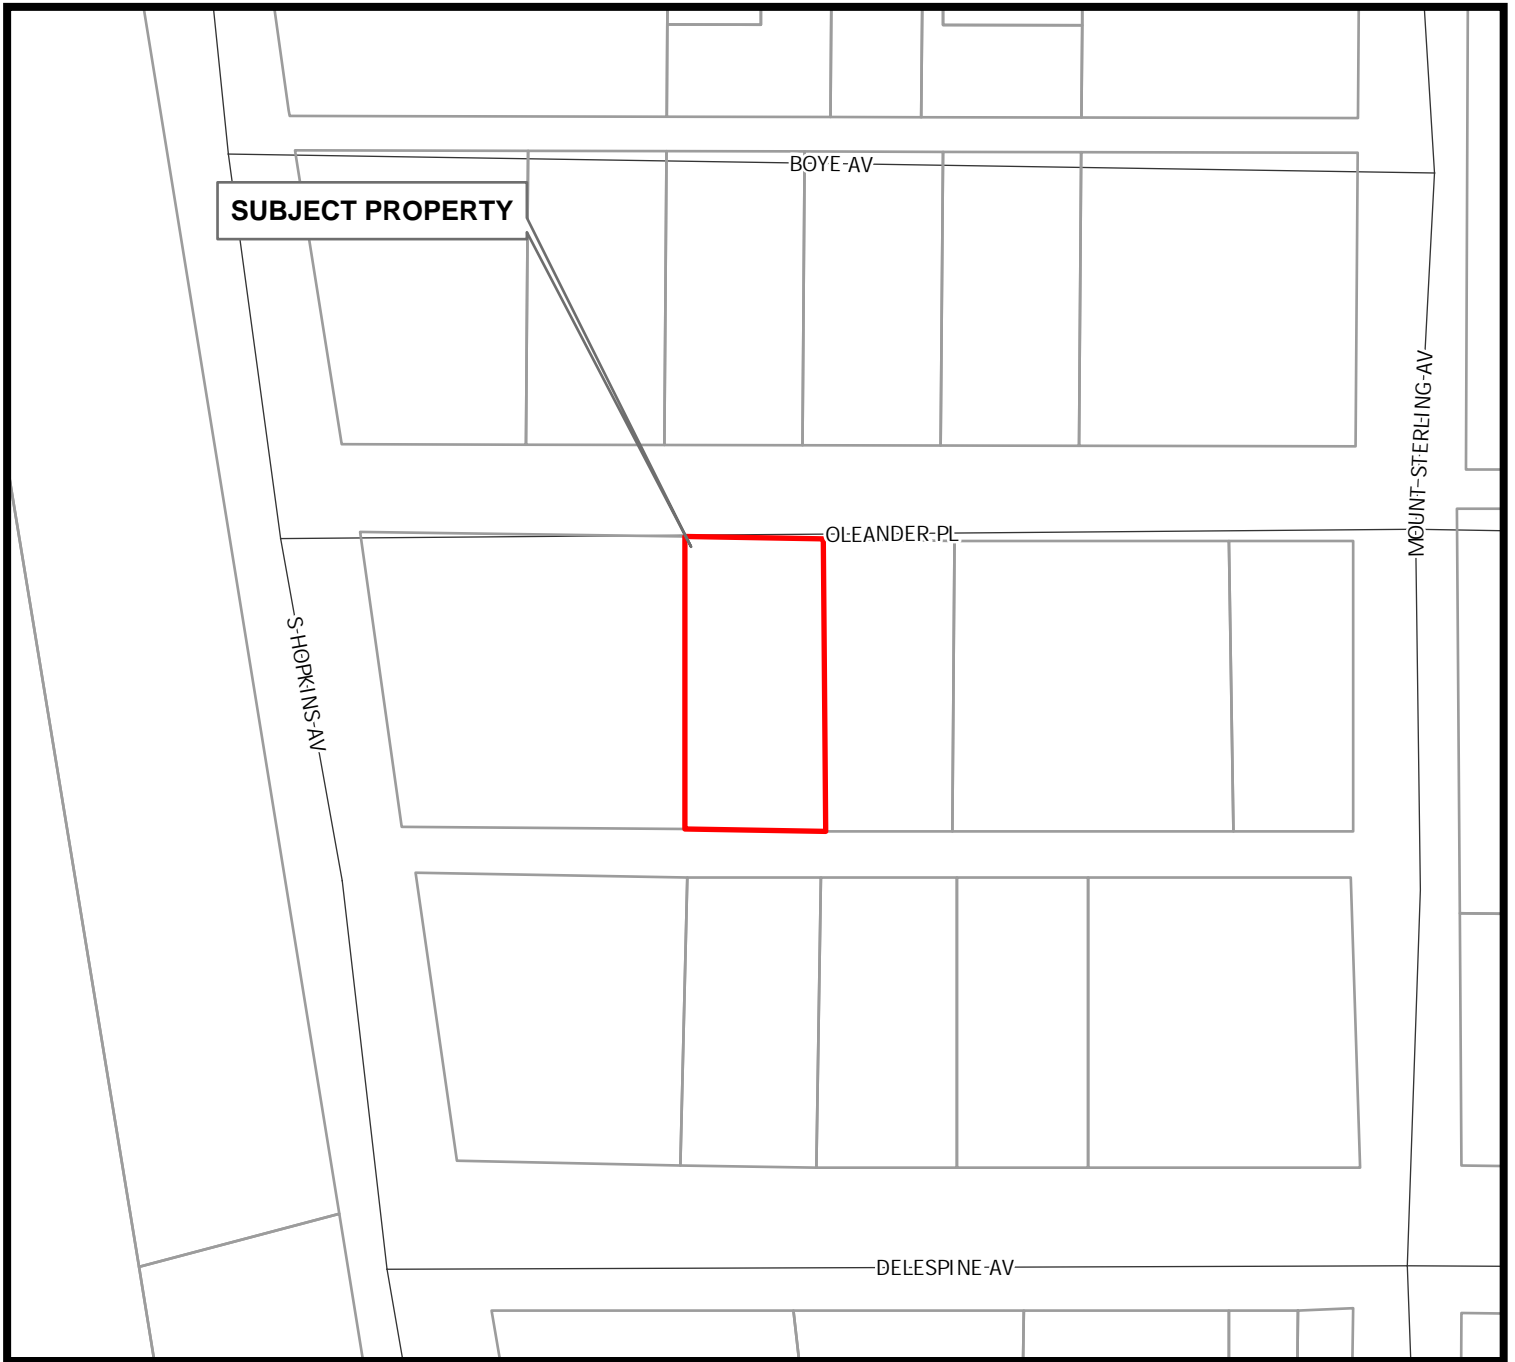 BOYE AV
SUBJECT PROPERTY
MOUNT STERLING AV
OLEANDER PL
S HOPKINS AV
DELESPINE AV